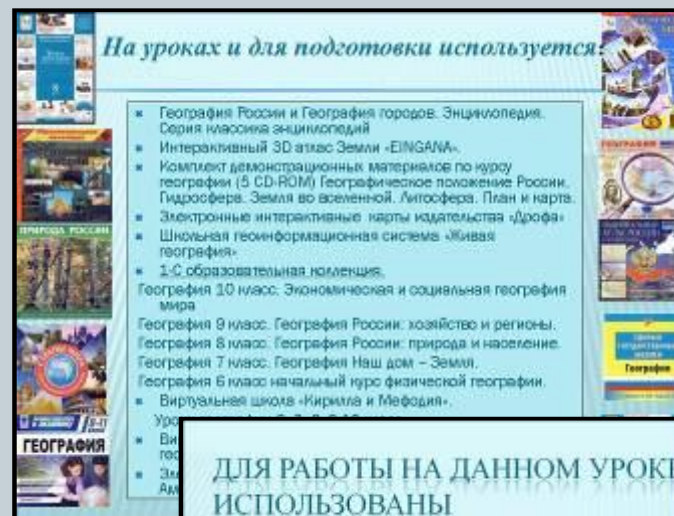 На уроках и для подготовки используется:
География России и География городов. Энциклопедия.
Серия классика энциклопедий
Интерактивный 3D атлас Земли «EINGANA».
Комплект демонстрационных материалов по курсу
географии (5 CD-ROM) Географическое положение России.
Гидросфера. Земля во вселенной. Литосфера. План и карта.
Электронные интерактивные карты издательства «Дрофа»
Школьная геоинформационная система «Живая
география»
1-С образовательная коллекция.
География 10 класс. Экономическая и социальная география
мира
География 9 класс. География России: хозяйство и регионы.
География 8 класс. География России: природа и население.
География 7 класс. География Наш дом – Земля.
География 6 класс начальный курс физической географии.
Виртуальная школа «Кирилла и Мефодия».
ПРИРОДА РОССИИ
ГЕОГРАФИЯ
География
ДЛЯ РАБОТЫ НА ДАННОМ УРОКЕ
ИСПОЛЬЗОВАНЫ